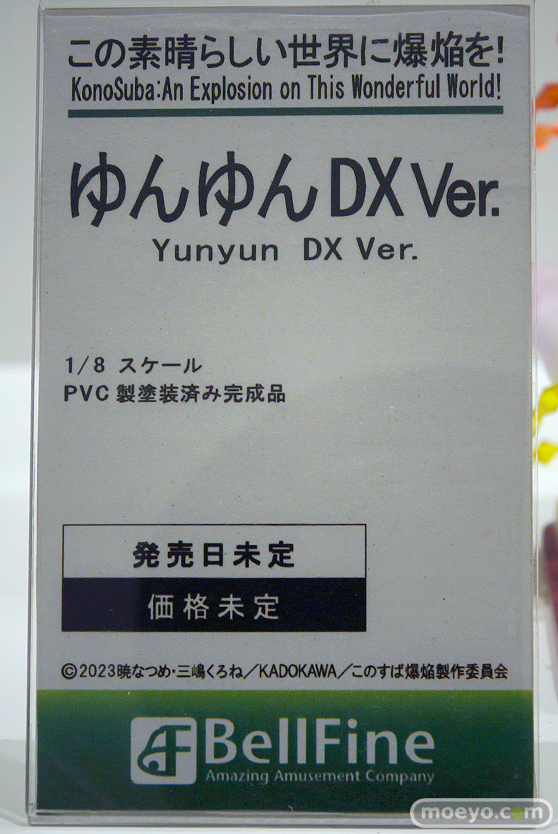 この素晴らしい世界に爆焔を!
KonoSuba:An Explosion on This Wonderful World!
ゆんゆんDX Ver.
Yunyun DX Ver.
1/8 スケール
PVC製塗装済み完成品
発売日未定
価格未定
©2023暁なつめ・三嶋くろね／KADOKAWA／このすば爆焔製作委員会
BellFine
Amazing Amusement Company
moeyo.com